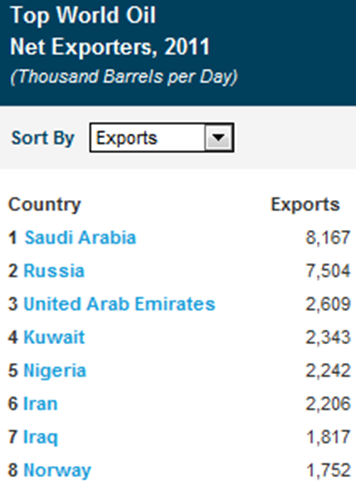 Top World Oil
Net Exporters, 2011
(Thousand Barrels per Day)
Sort By Exports
Country Exports
1 Saudi Arabia 8,167
2 Russia 7,504
3 United Arab Emirates 2,609
4 Kuwait 2,343
5 Nigeria 2,242
6 Iran 2,206
7 Iraq 1,817
8 Norway 1,752